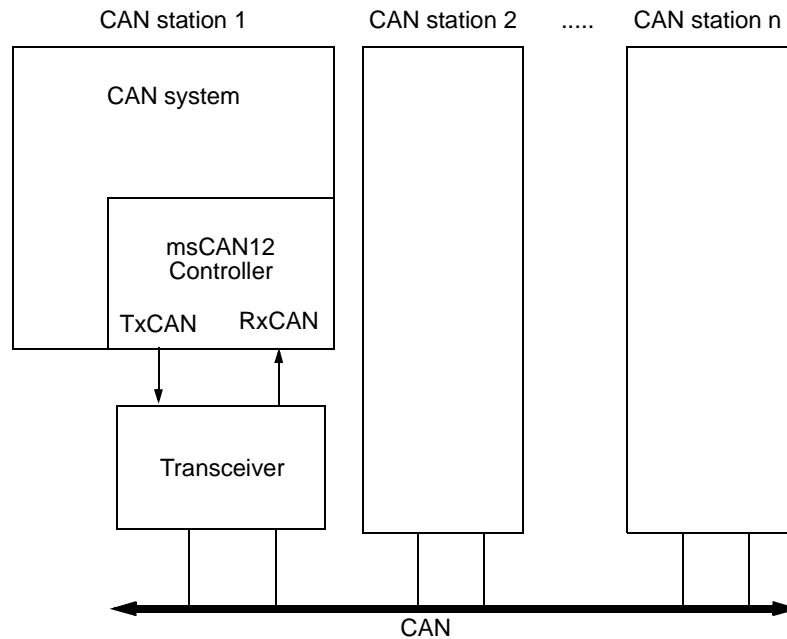 CAN station 1
CAN station 2
.....
CAN station n
CAN system
msCAN12
Controller
TxCAN
RxCAN
Transceiver
CAN